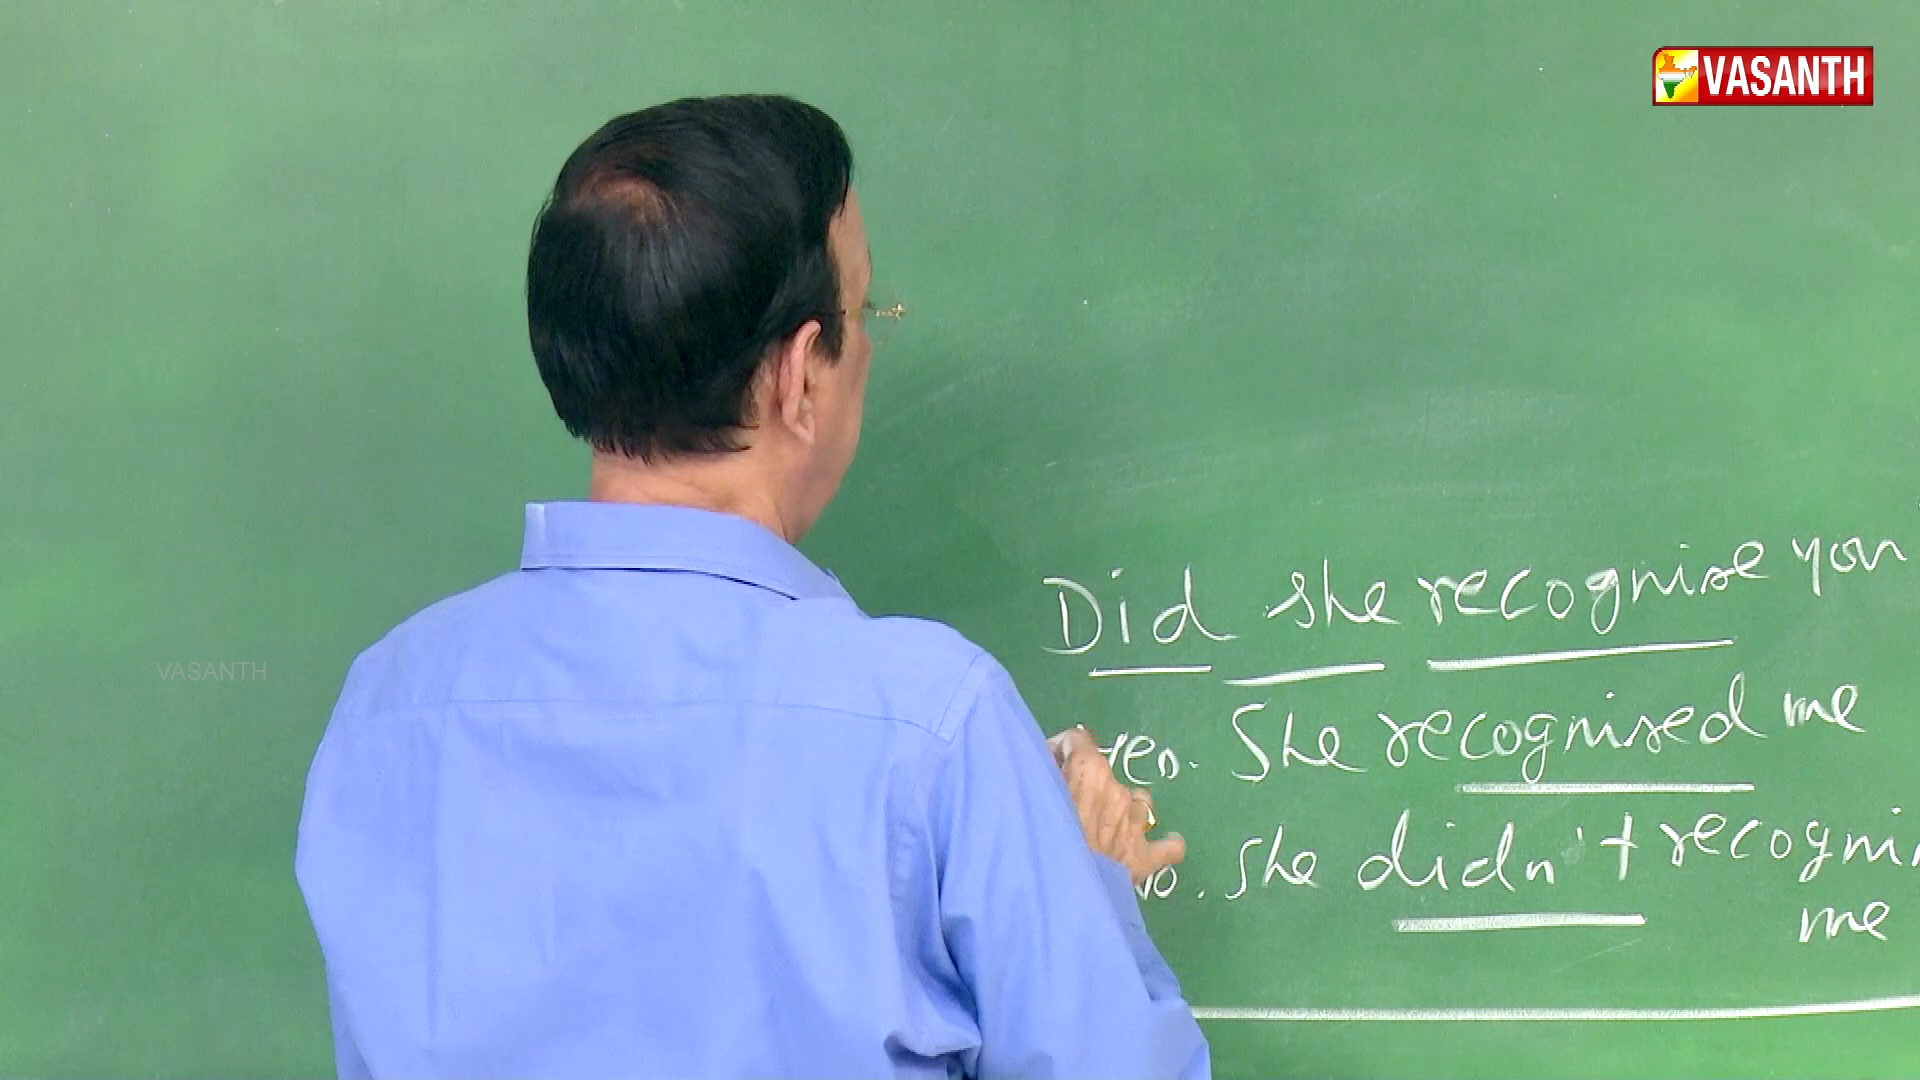 VASANTH
Did she recognise you
yes. She recognised me
No. She didn't recogni
me
VASANTH